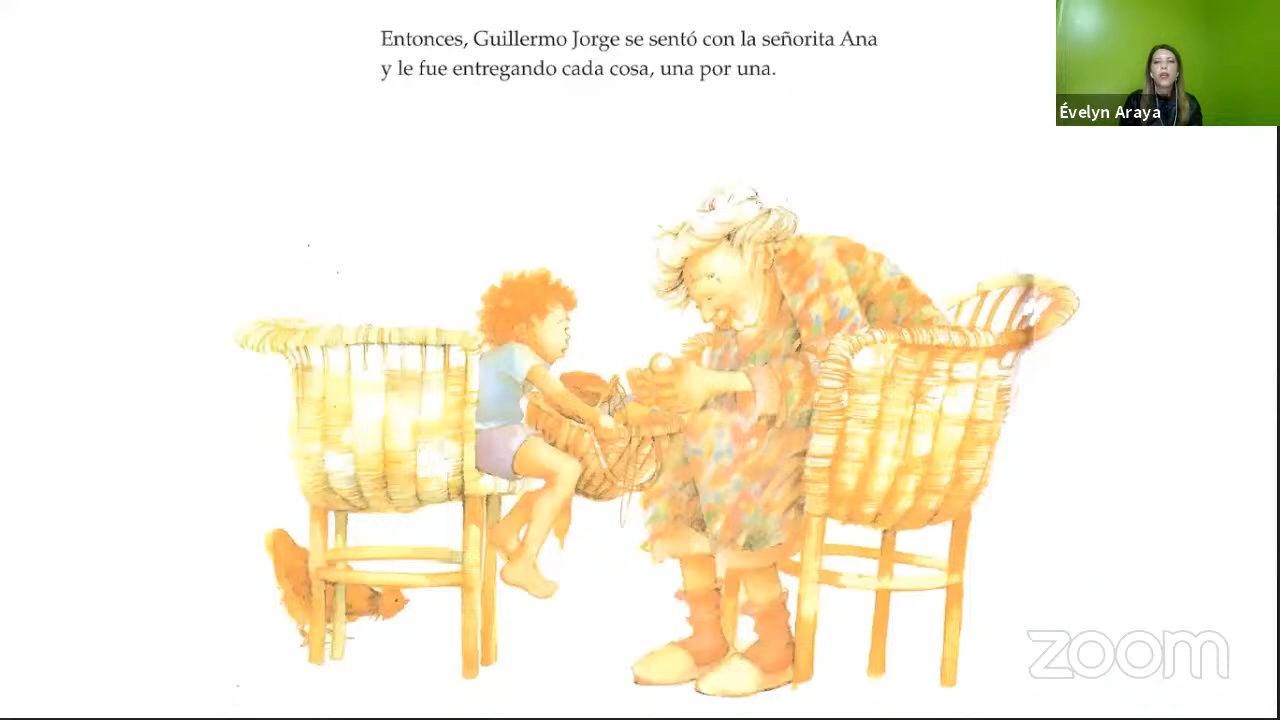 Entonces, Guillermo Jorge se sentó con la señorita Ana
y le fue entregando cada cosa, una por una.
Évelyn Araya
zoom